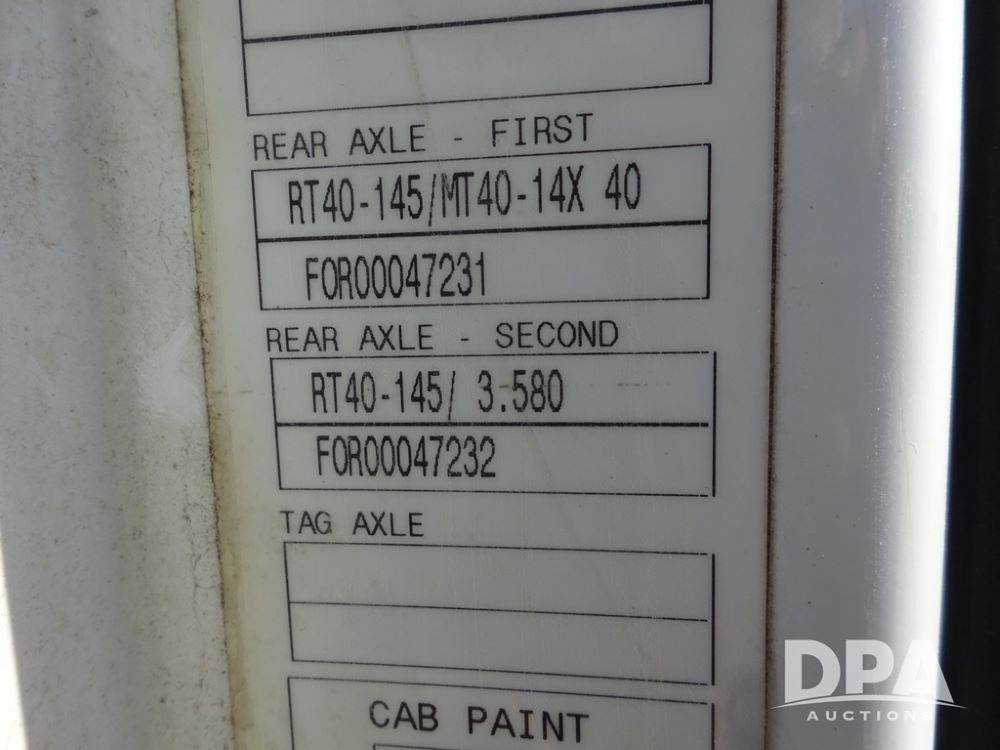 REAR AXLE - FIRST
RT40-145/MT40-14X 40
FOR00047231
REAR AXLE - SECOND
RT40-145/ 3.580
FOR00047232
TAG AXLE
CAB PAINT
DPA
AUCTIONS